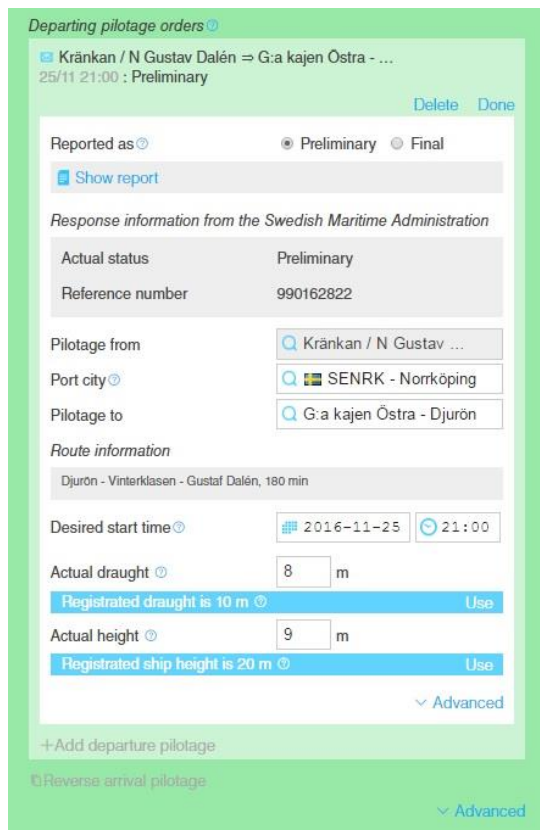 Departing pilotage orders
Kränkan / N Gustav Dalén ⇒ G:a kajen Östra - ...
25/11 21:00 : Preliminary
Delete Done
Reported as Preliminary Final
Show report
Response information from the Swedish Maritime Administration
Actual status Preliminary
Reference number 990162822
Pilotage from Kränkan / N Gustav ...
Port city SENRK - Norrköping
Pilotage to G:a kajen Östra - Djurön
Route information
Djurön - Vinterklasen - Gustaf Dalén, 180 min
Desired start time 2016-11-25 21:00
Actual draught 8 m
Registrated draught is 10 m Use
Actual height 9 m
Registrated ship height is 20 m Use
Advanced
+Add departure pilotage
Reverse arrival pilotage
Advanced